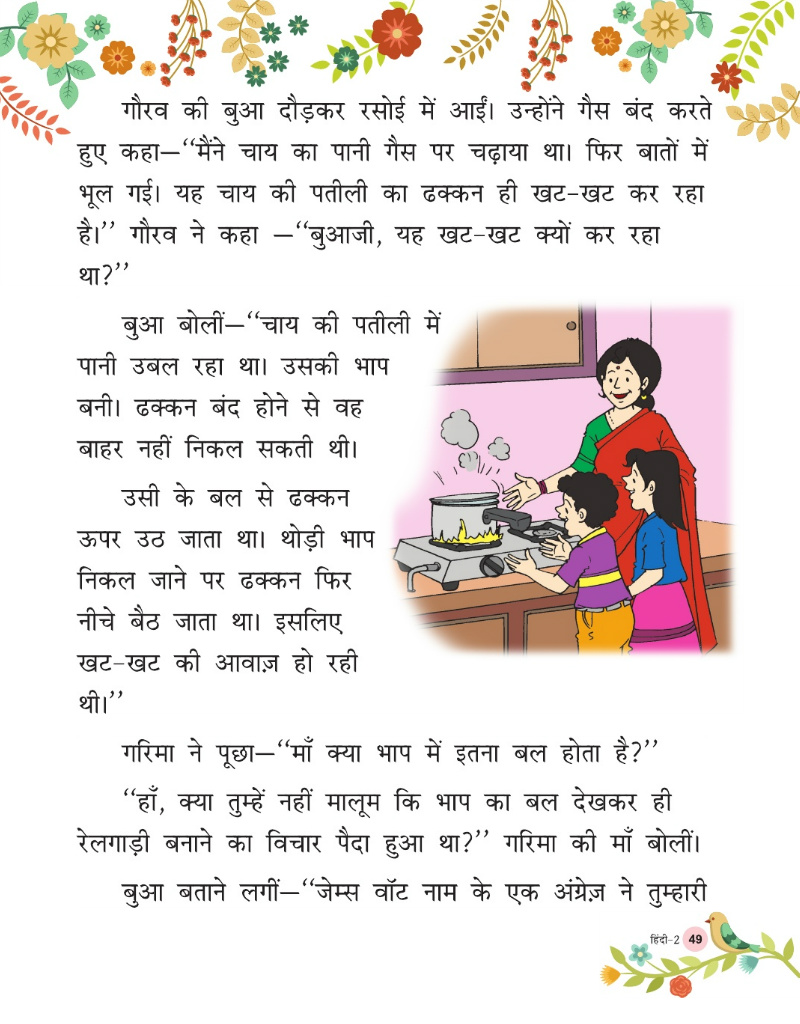 गौरव की बुआ दौड़कर रसोई में आईं। उन्होंने गैस बंद करते
हुए कहा—‘‘मैंने चाय का पानी गैस पर चढ़ाया था। फिर बातों में
भूल गई। यह चाय की पतीली का ढक्कन ही खट-खट कर रहा
है।’’ गौरव ने कहा —‘‘बुआजी, यह खट-खट क्यों कर रहा
था?’’
बुआ बोलीं—‘‘चाय की पतीली में
पानी उबल रहा था। उसकी भाप
बनी। ढक्कन बंद होने से वह
बाहर नहीं निकल सकती थी।
उसी के बल से ढक्कन
ऊपर उठ जाता था। थोड़ी भाप
निकल जाने पर ढक्कन फिर
नीचे बैठ जाता था। इसलिए
खट-खट की आवाज़ हो रही
थी।’’
गरिमा ने पूछा—‘‘माँ क्या भाप में इतना बल होता है?’’
‘‘हाँ, क्या तुम्हें नहीं मालूम कि भाप का बल देखकर ही
रेलगाड़ी बनाने का विचार पैदा हुआ था?’’ गरिमा की माँ बोलीं।
बुआ बताने लगीं—‘‘जेम्स वॉट नाम के एक अंग्रेज़ ने तुम्हारी
हिंदी-2 49